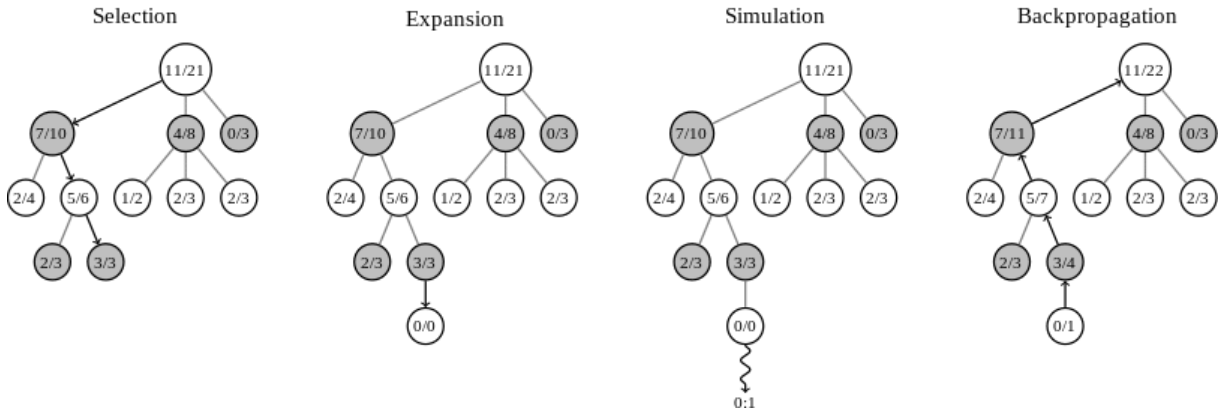 Selection
11/21
7/10 4/8 0/3
2/4 5/6 1/2 2/3 2/3
2/3 3/3
Expansion
11/21
7/10 4/8 0/3
2/4 5/6 1/2 2/3 2/3
2/3 3/3
0/0
Simulation
11/21
7/10 4/8 0/3
2/4 5/6 1/2 2/3 2/3
2/3 3/3
0/0
0:1
Backpropagation
11/22
7/11 4/8 0/3
2/4 5/7 1/2 2/3 2/3
2/3 3/4
0/1